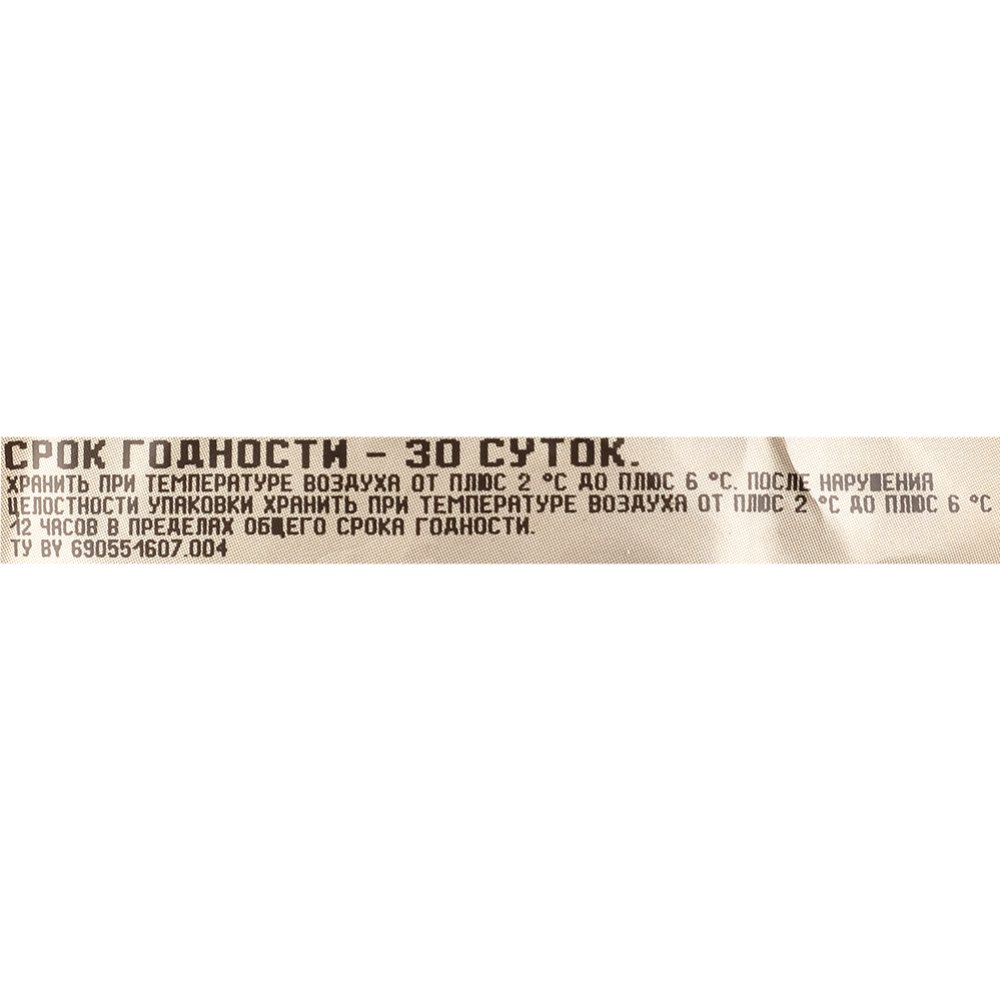 СРОК ГОДНОСТИ – 30 СУТОК.
ХРАНИТЬ ПРИ ТЕМПЕРАТУРЕ ВОЗДУХА ОТ ПЛЮС 2 °С ДО ПЛЮС 6 °С. ПОСЛЕ НАРУШЕНИЯ
ЦЕЛОСТНОСТИ УПАКОВКИ ХРАНИТЬ ПРИ ТЕМПЕРАТУРЕ ВОЗДУХА ОТ ПЛЮС 2 °С ДО ПЛЮС 6 °С
12 ЧАСОВ В ПРЕДЕЛАХ ОБЩЕГО СРОКА ГОДНОСТИ.
ТУ BY 690551607.004